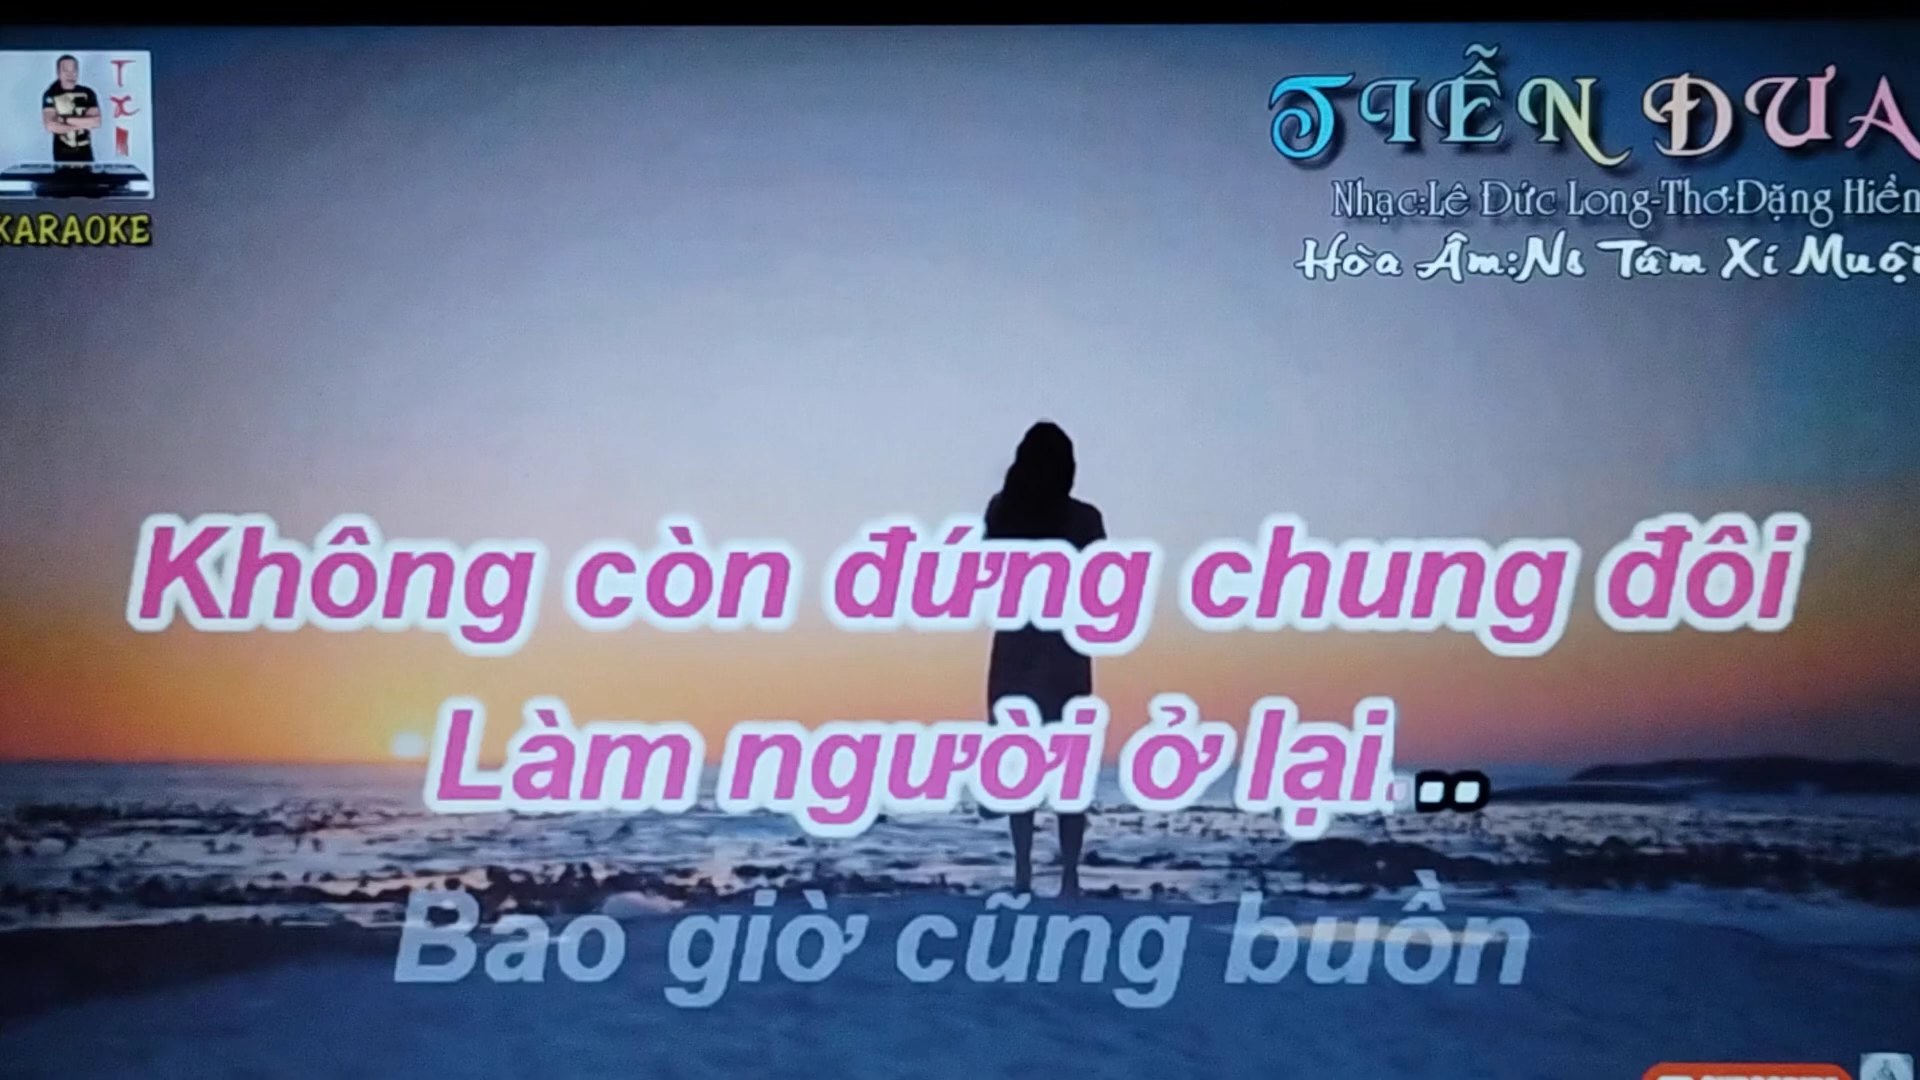 T
X
KARAOKE
TIỄN ĐƯA
Nhạc:Lê Đức Long-Thơ:Đặng Hiền
Hòa Âm:Ns Tám Xí Muội
Không còn đứng chung đôi
Làm người ở lại...
Bao giờ cũng buồn